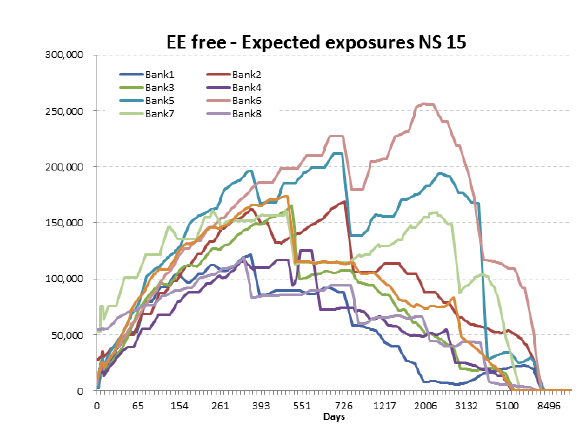 EE free - Expected exposures NS 15
300,000
250,000
200,000
150,000
100,000
50,000
0
Bank1 Bank2
Bank3 Bank4
Bank5 Bank6
Bank7 Bank8
0 65 154 261 393 551 726 1217 2006 3132 5100 8496
Days